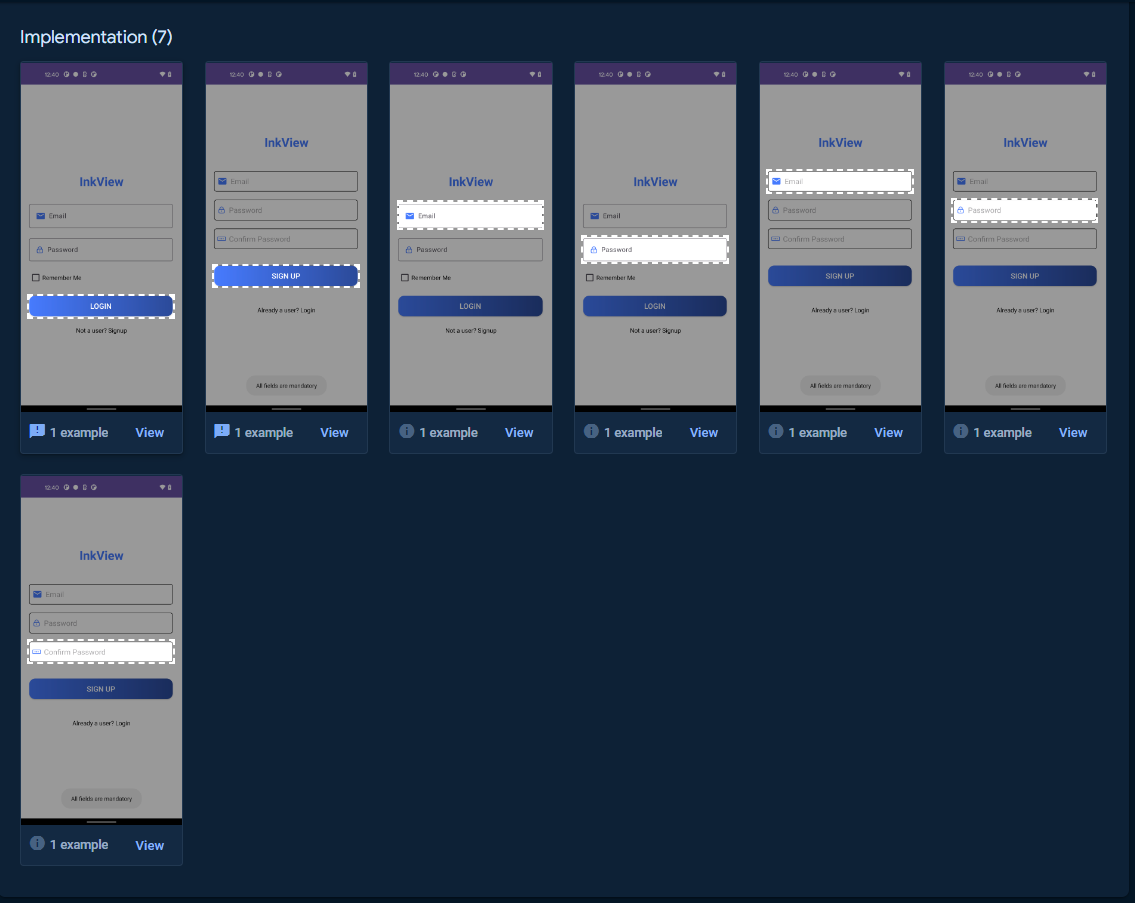 Implementation (7)
12:40
InkView
Email
Password
Remember Me
LOGIN
Not a user? Signup
1 example View
12:40
InkView
Email
Password
Confirm Password
SIGN UP
Already a user? Login
All fields are mandatory
1 example View
12:40
InkView
Email
Password
Remember Me
LOGIN
Not a user? Signup
1 example View
12:40
InkView
Email
Password
Remember Me
LOGIN
Not a user? Signup
1 example View
12:40
InkView
Email
Password
Confirm Password
SIGN UP
Already a user? Login
All fields are mandatory
1 example View
12:40
InkView
Email
Password
Confirm Password
SIGN UP
Already a user? Login
All fields are mandatory
1 example View
12:40
InkView
Email
Password
Confirm Password
SIGN UP
Already a user? Login
All fields are mandatory
1 example View